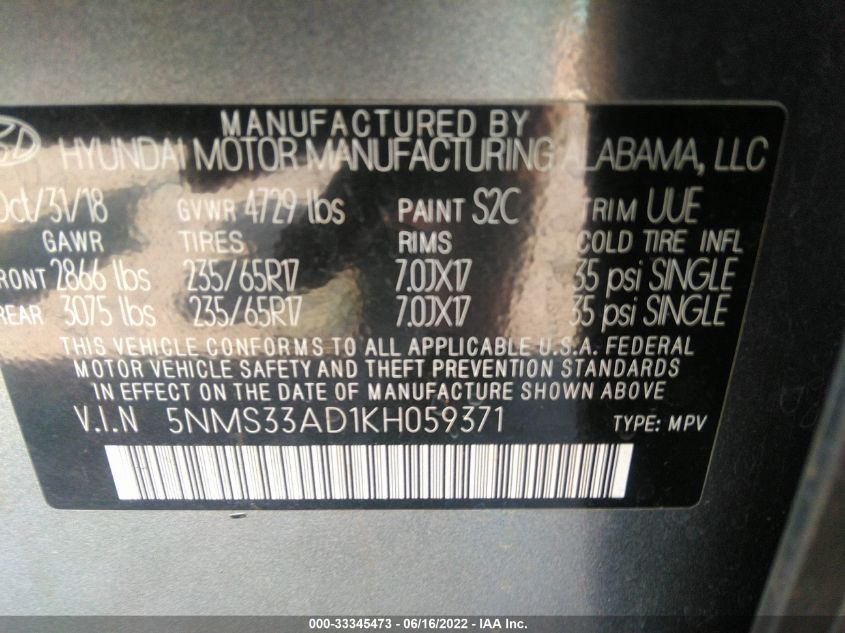 MANUFACTURED BY
HYUNDAI MOTOR MANUFACTURING ALABAMA, LLC
Oct/31/18 GVWR 4729 lbs PAINT S2C TRIM UUE
GAWR TIRES RIMS COLD TIRE INFL
FRONT 2866 lbs 235/65R17 7.0JX17 35 psi SINGLE
REAR 3075 lbs 235/65R17 7.0JX17 35 psi SINGLE
THIS VEHICLE CONFORMS TO ALL APPLICABLE U.S.A. FEDERAL
MOTOR VEHICLE SAFETY AND THEFT PREVENTION STANDARDS
IN EFFECT ON THE DATE OF MANUFACTURE SHOWN ABOVE
V.I.N 5NMS33AD1KH059371 TYPE: MPV
000-33345473 - 06/16/2022 - IAA Inc.